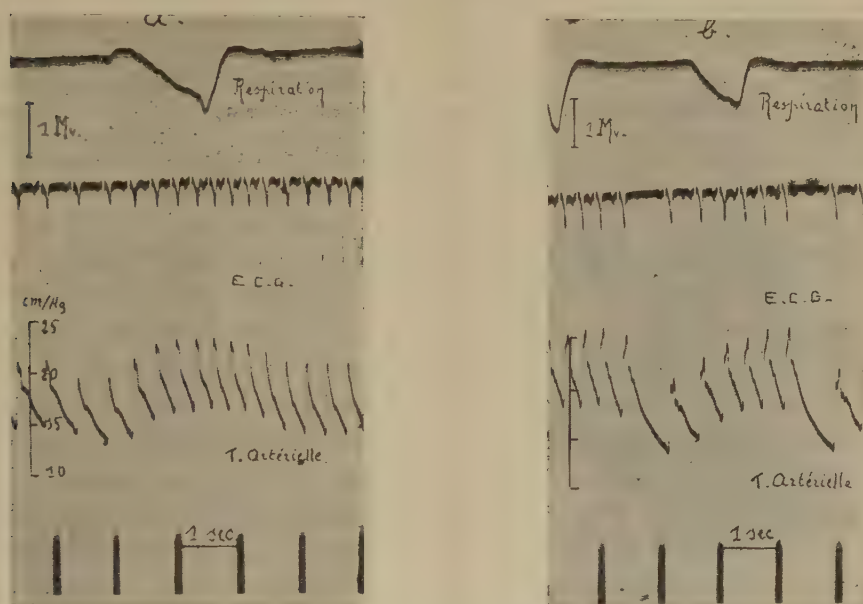 a.
Respiration
1 Mv.
E.C.G.
cm/Hg
25
20
15
10
T. Artérielle
1 sec
b.
Respiration
1 Mv.
E.C.G.
T. Artérielle
1 sec